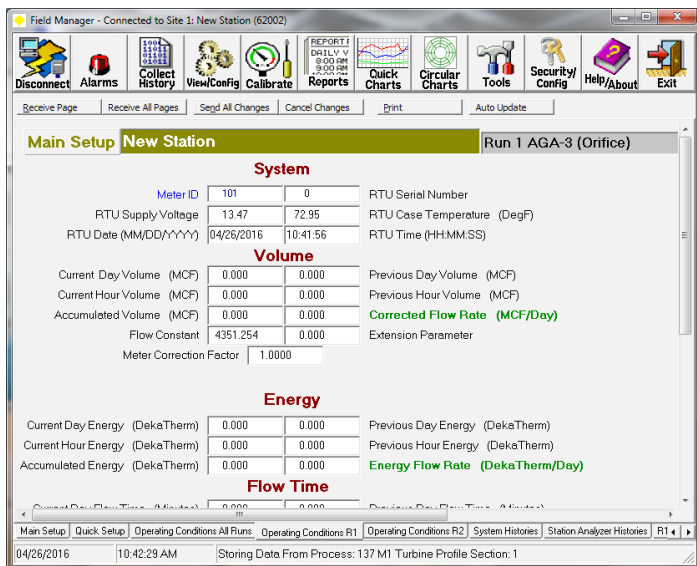 Field Manager - Connected to Site 1: New Station (62002)
Disconnect Alarms Collect History View/Config Calibrate Reports Quick Charts Circular Charts Tools Security/ Config Help/About Exit
REPORT
DAILY V
8:00 AM
9:00 AM
Receive Page Receive All Pages Send All Changes Cancel Changes Print Auto Update
Main Setup New Station Run 1 AGA-3 (Orifice)
System
Meter ID 101 0 RTU Serial Number
RTU Supply Voltage 13.47 72.95 RTU Case Temperature (DegF)
RTU Date (MM/DD/YYYY) 04/26/2016 10:41:56 RTU Time (HH:MM:SS)
Volume
Current Day Volume (MCF) 0.000 0.000 Previous Day Volume (MCF)
Current Hour Volume (MCF) 0.000 0.000 Previous Hour Volume (MCF)
Accumulated Volume (MCF) 0.000 0.000 Corrected Flow Rate (MCF/Day)
Flow Constant 4351.254 0.000 Extension Parameter
Meter Correction Factor 1.0000
Energy
Current Day Energy (DekaTherm) 0.000 0.000 Previous Day Energy (DekaTherm)
Current Hour Energy (DekaTherm) 0.000 0.000 Previous Hour Energy (DekaTherm)
Accumulated Energy (DekaTherm) 0.000 0.000 Energy Flow Rate (DekaTherm/Day)
Flow Time
Main Setup Quick Setup Operating Conditions All Runs Operating Conditions R1 Operating Conditions R2 System Histories Station Analyzer Histories R1
04/26/2016 10:42:29 AM Storing Data From Process: 137 M1 Turbine Profile Section: 1